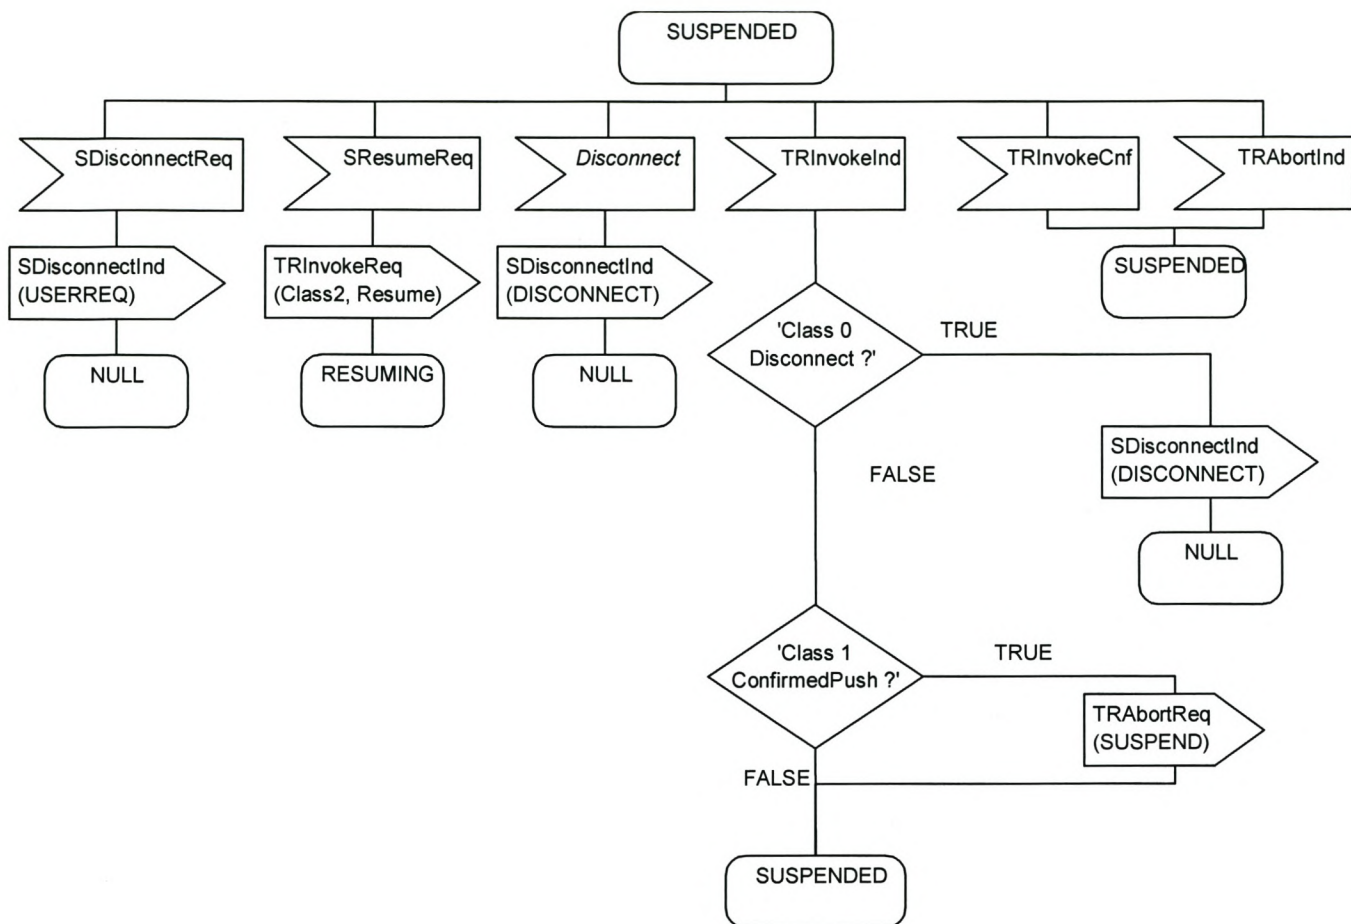 SUSPENDED
SDisconnectReq
SResumeReq
Disconnect
TRInvokeInd
TRInvokeCnf
TRAbortInd
SDisconnectInd
(USERREQ)
TRInvokeReq
(Class2, Resume)
SDisconnectInd
(DISCONNECT)
SUSPENDED
'Class 0
Disconnect ?'
TRUE
NULL
RESUMING
NULL
FALSE
SDisconnectInd
(DISCONNECT)
NULL
'Class 1
ConfirmedPush ?'
TRUE
TRAbortReq
(SUSPEND)
FALSE
SUSPENDED